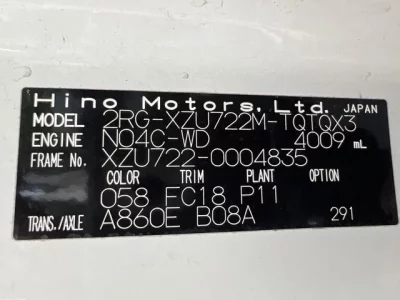 Hino Motors, Ltd. JAPAN
MODEL 2RG-XZU722M-TQTQX3
ENGINE N04C-WD 4009 mL
FRAME No. XZU722-0004835
COLOR TRIM PLANT OPTION
058 FC18 P11
TRANS./AXLE A860E B08A 291